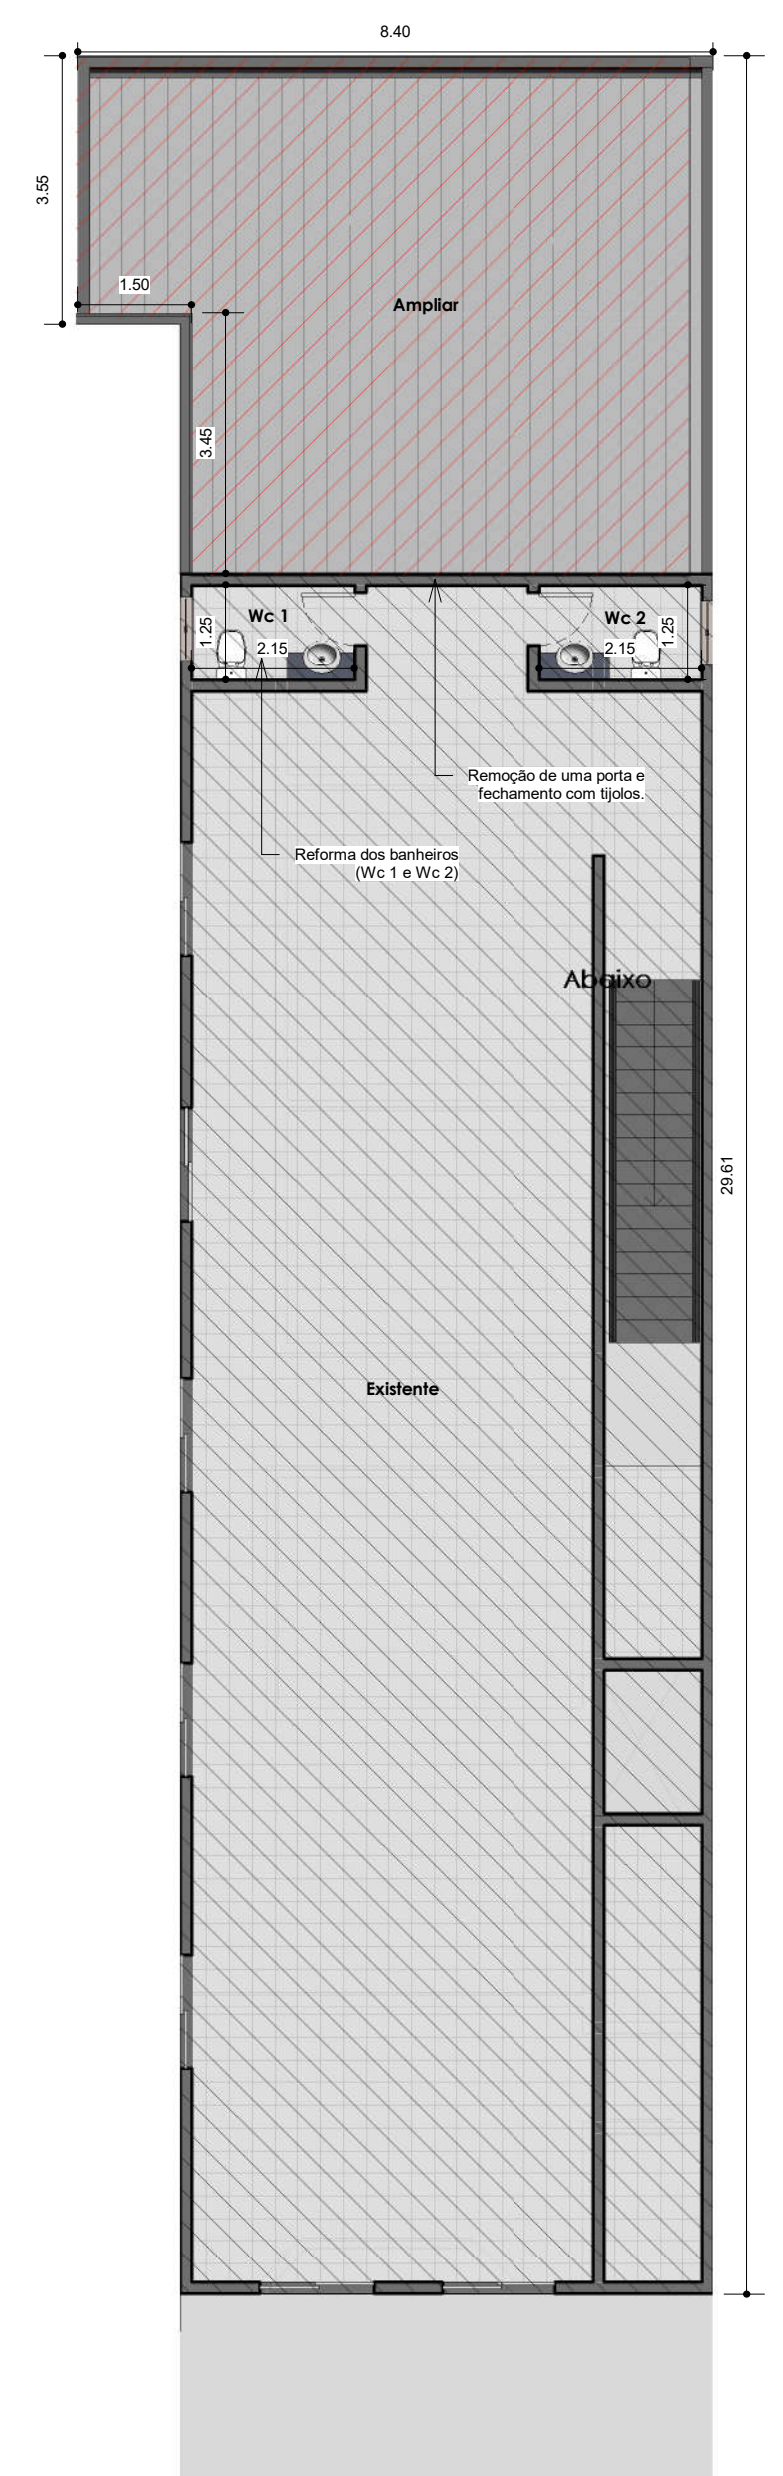 8.40
3.55
1.50
Ampliar
3.45
Wc 1
Wc 2
1.25
1.25
2.15
2.15
Remoção de uma porta e
fechamento com tijolos.
Reforma dos banheiros
(Wc 1 e Wc 2)
Abaixo
29.61
Existente